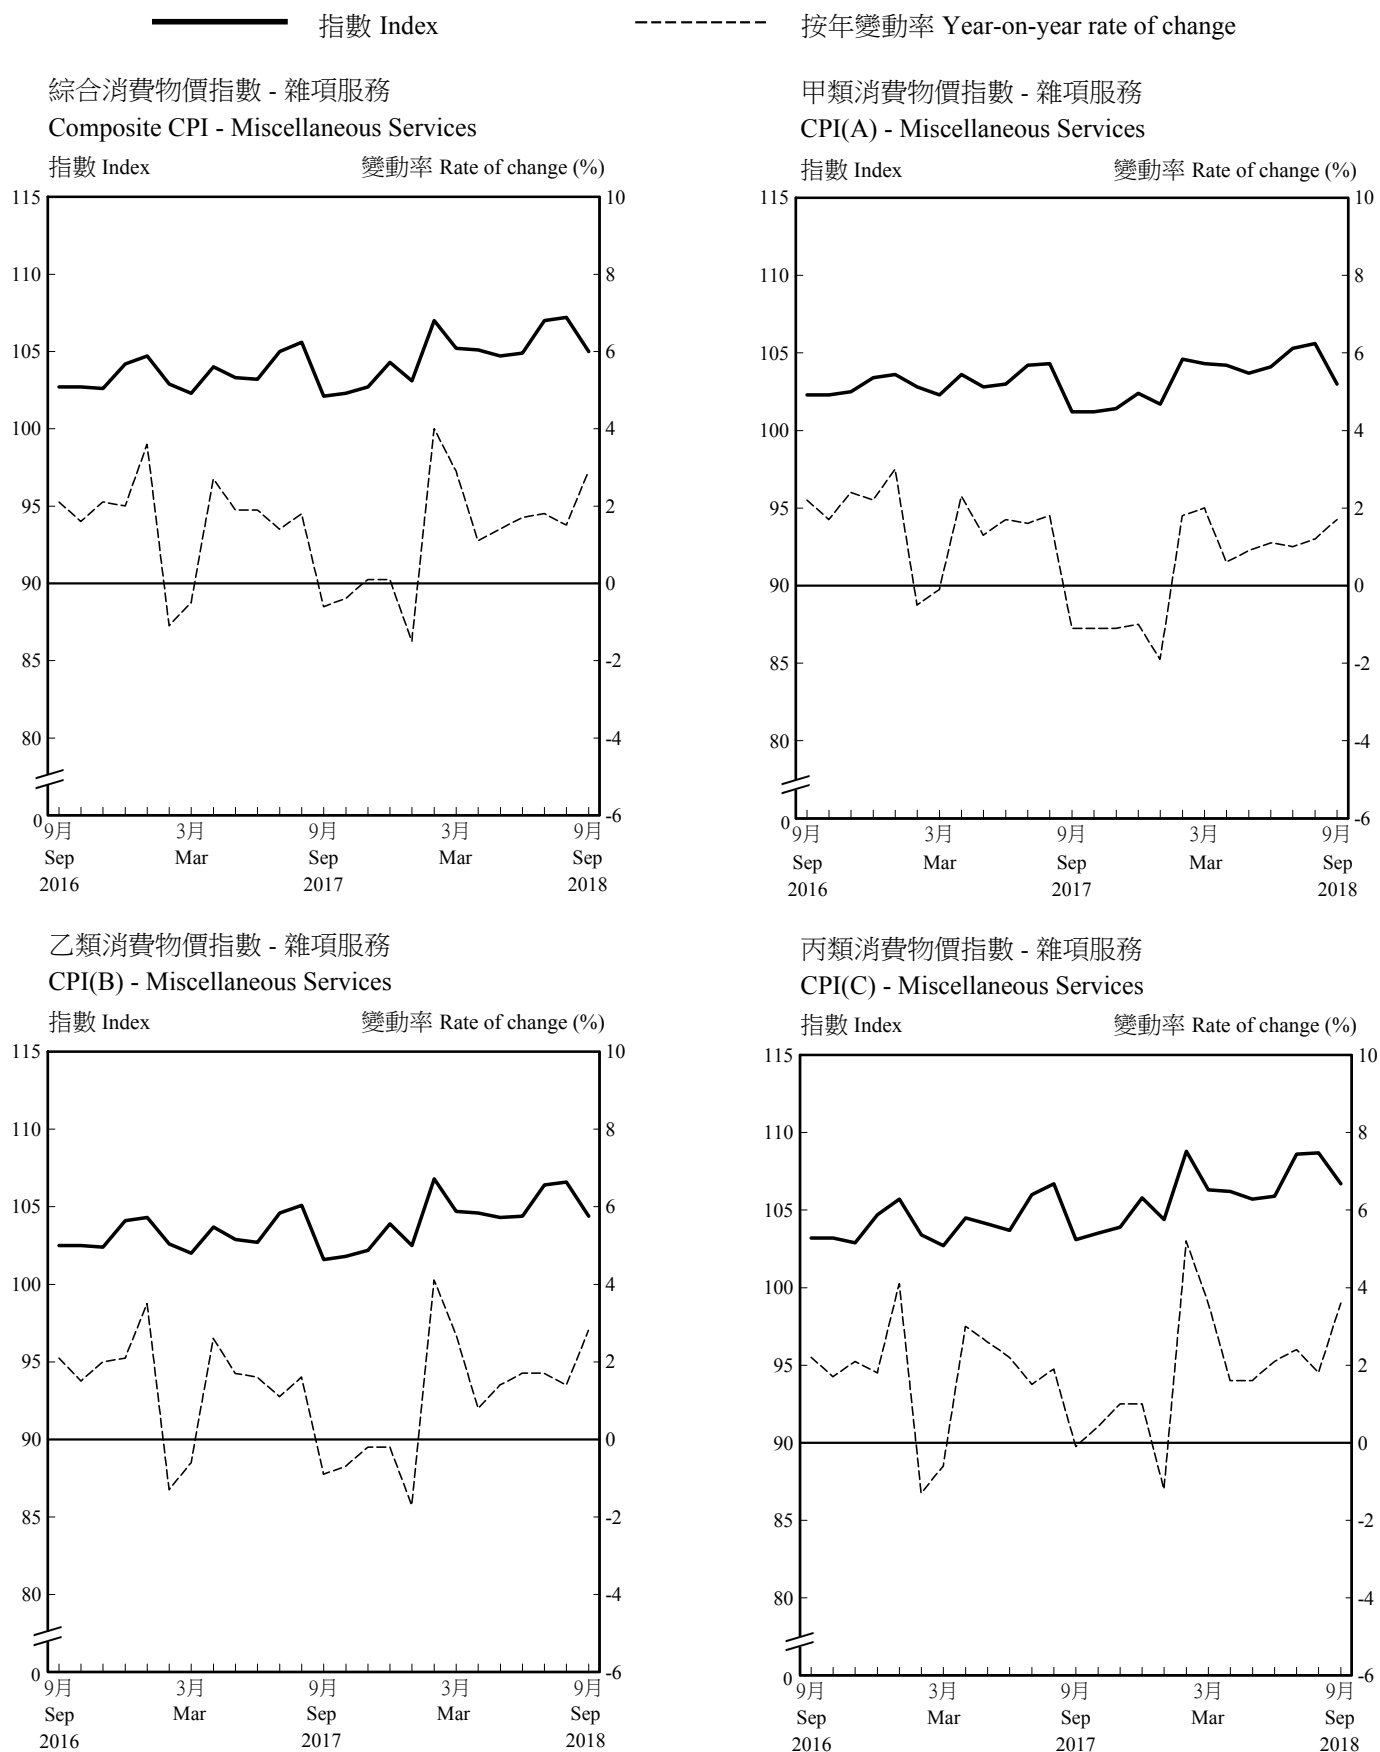 指數 Index
按年變動率 Year-on-year rate of change
綜合消費物價指數 - 雜項服務
Composite CPI - Miscellaneous Services
指數 Index
變動率 Rate of change (%)
115
110
105
100
95
90
85
80
0
10
8
6
4
2
0
-2
-4
-6
9月
Sep
2016
3月
Mar
9月
Sep
2017
3月
Mar
9月
Sep
2018
甲類消費物價指數 - 雜項服務
CPI(A) - Miscellaneous Services
指數 Index
變動率 Rate of change (%)
115
110
105
100
95
90
85
80
0
10
8
6
4
2
0
-2
-4
-6
9月
Sep
2016
3月
Mar
9月
Sep
2017
3月
Mar
9月
Sep
2018
乙類消費物價指數 - 雜項服務
CPI(B) - Miscellaneous Services
指數 Index
變動率 Rate of change (%)
115
110
105
100
95
90
85
80
0
10
8
6
4
2
0
-2
-4
-6
9月
Sep
2016
3月
Mar
9月
Sep
2017
3月
Mar
9月
Sep
2018
丙類消費物價指數 - 雜項服務
CPI(C) - Miscellaneous Services
指數 Index
變動率 Rate of change (%)
115
110
105
100
95
90
85
80
0
10
8
6
4
2
0
-2
-4
-6
9月
Sep
2016
3月
Mar
9月
Sep
2017
3月
Mar
9月
Sep
2018